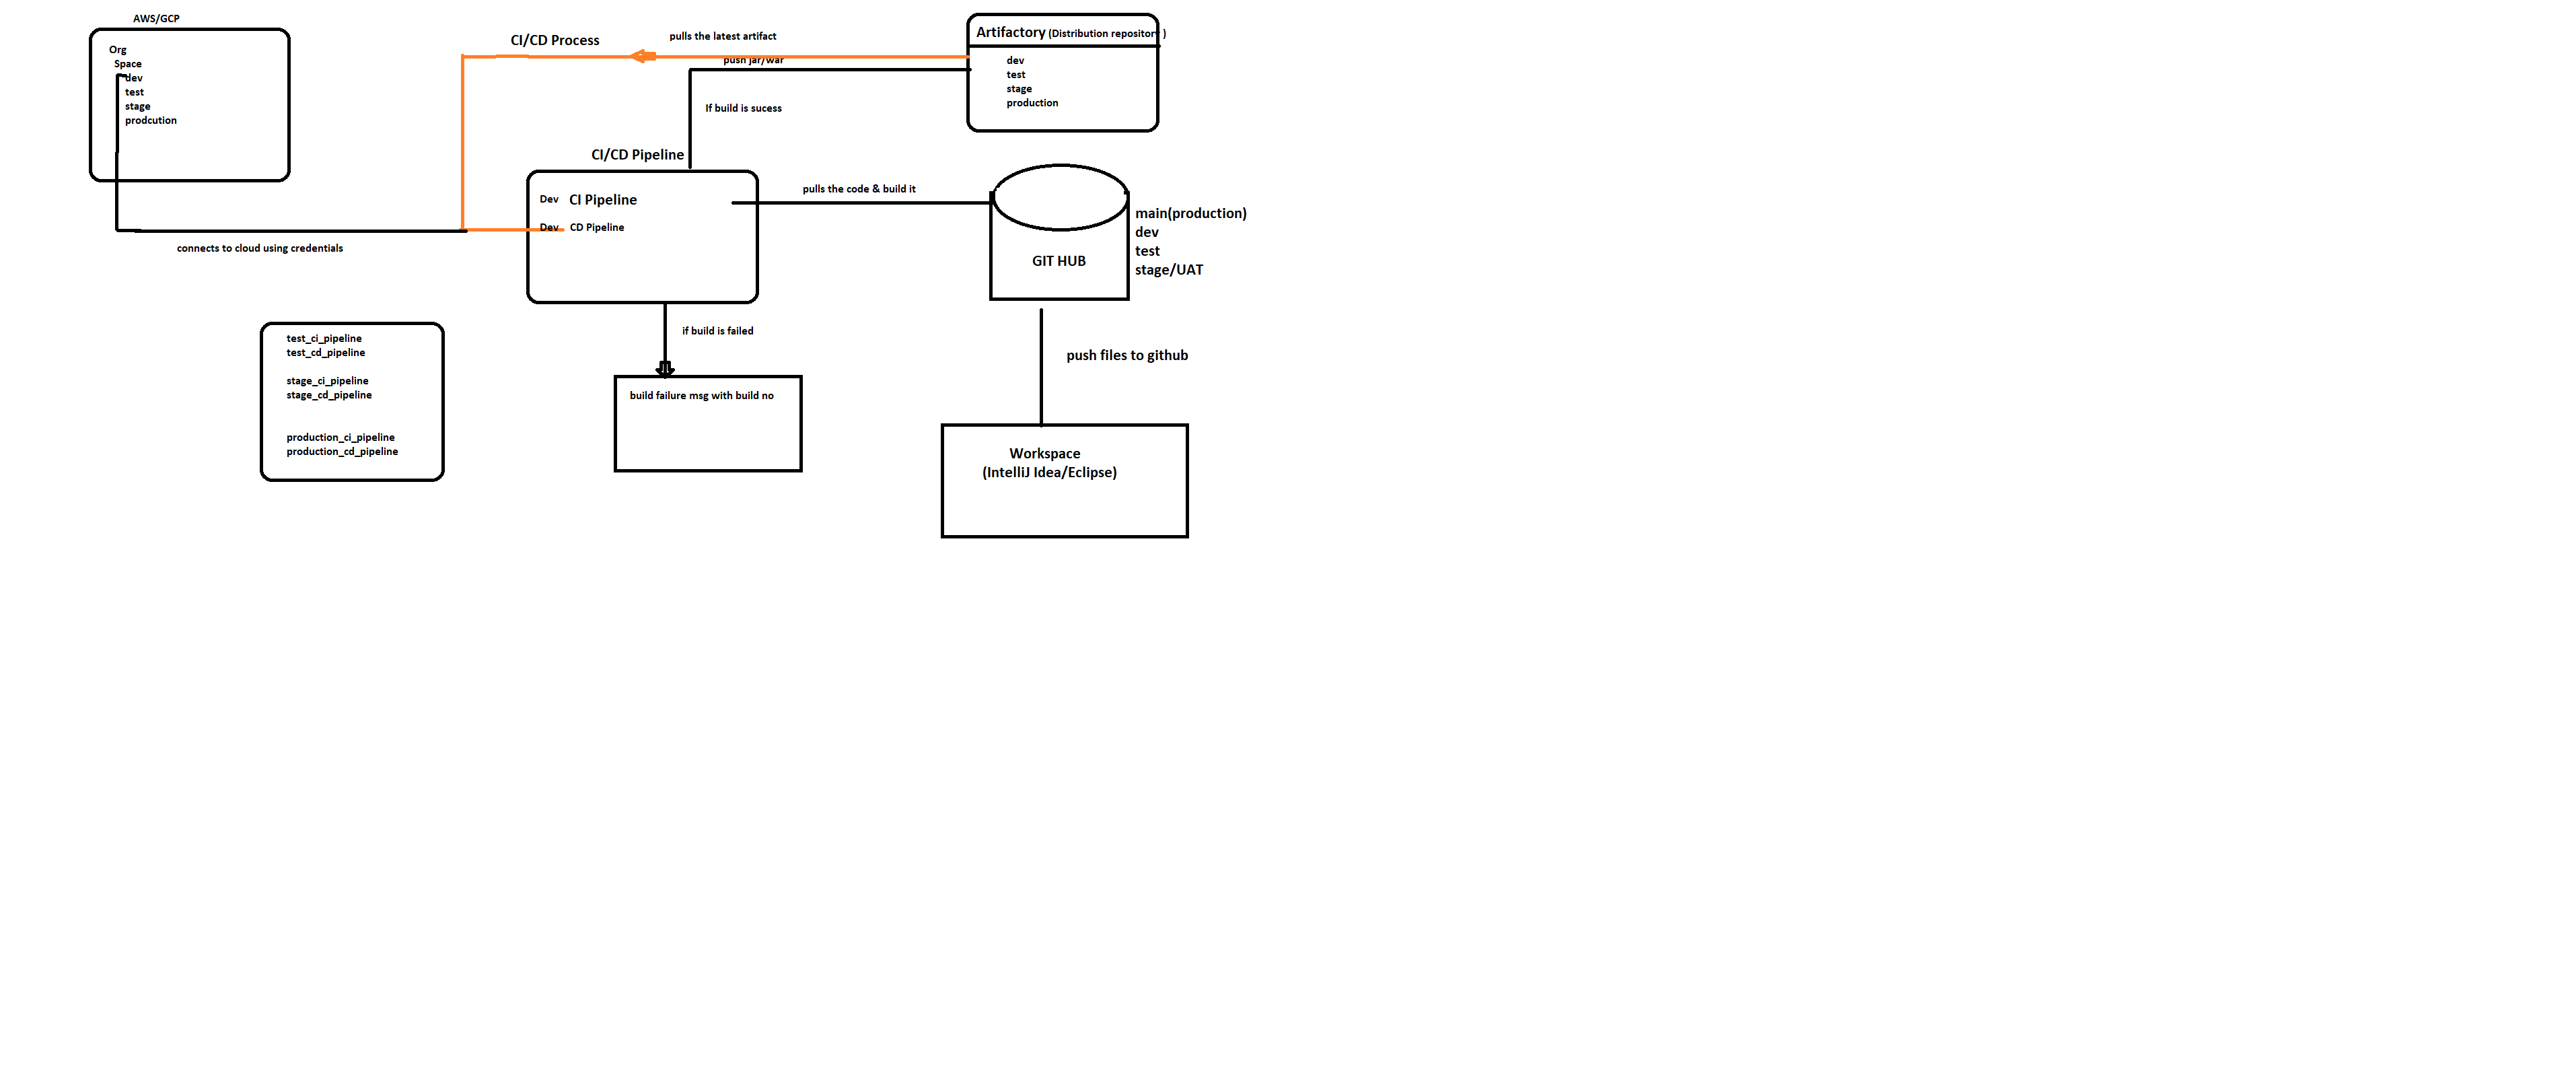 AWS/GCP
Org
Space
dev
test
stage
prodcution
connects to cloud using credentials
CI/CD Process
pulls the latest artifact
push jar/war
If build is sucess
Artifactory (Distribution repository )
dev
test
stage
production
CI/CD Pipeline
Dev CI Pipeline
Dev CD Pipeline
pulls the code & build it
GIT HUB
main(production)
dev
test
stage/UAT
if build is failed
build failure msg with build no
push files to github
Workspace
(IntelliJ Idea/Eclipse)
test_ci_pipeline
test_cd_pipeline
stage_ci_pipeline
stage_cd_pipeline
production_ci_pipeline
production_cd_pipeline